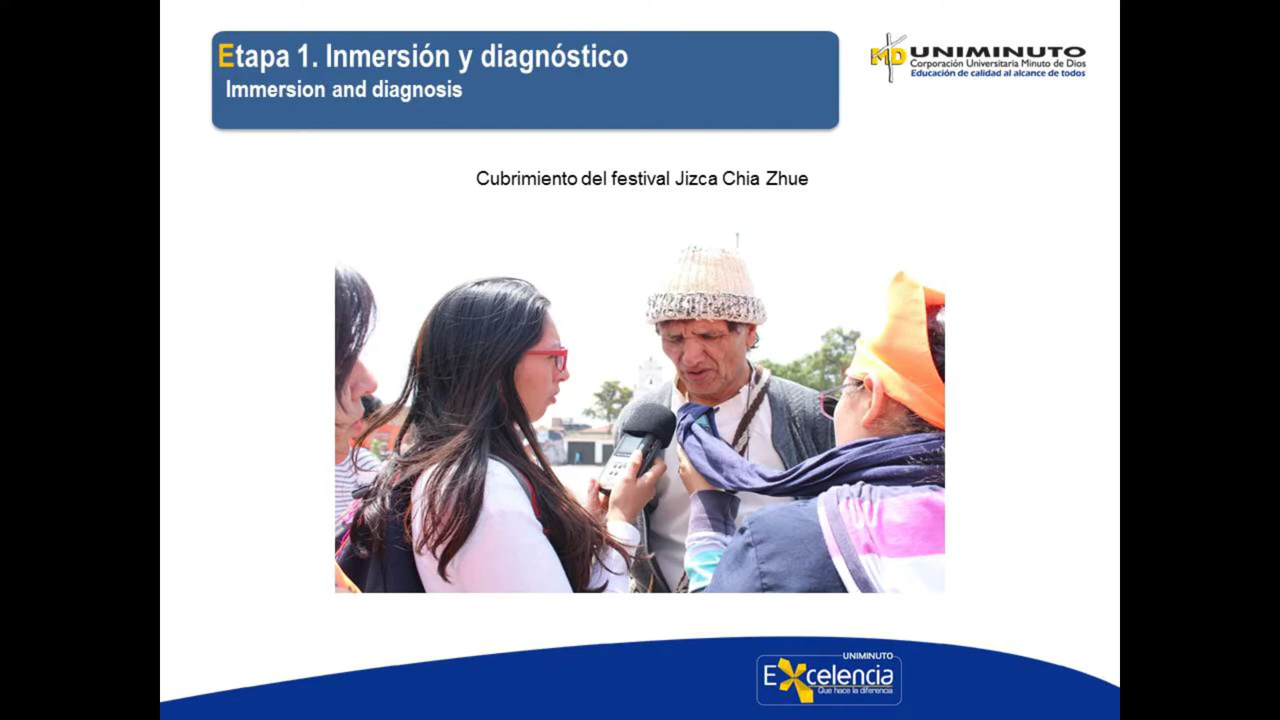 Etapa 1. Inmersión y diagnóstico
Immersion and diagnosis
MD UNIMINUTO
Corporación Universitaria Minuto de Dios
Educación de calidad al alcance de todos
Cubrimiento del festival Jizca Chia Zhue
UNIMINUTO
Excelencia
Que hace la diferencia